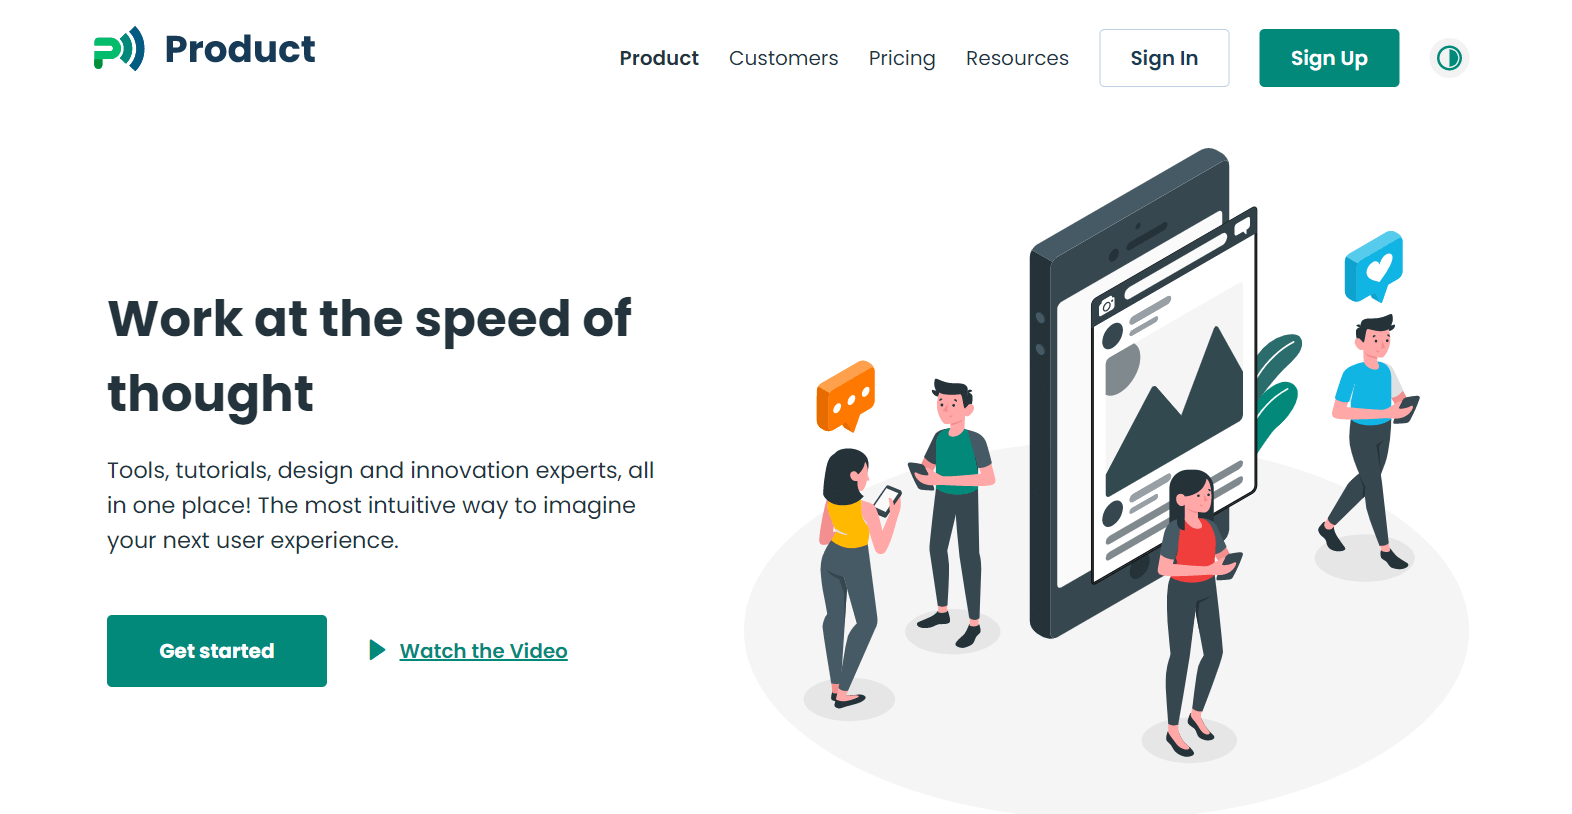 Product
Product Customers Pricing Resources Sign In Sign Up
Work at the speed of
thought
Tools, tutorials, design and innovation experts, all
in one place! The most intuitive way to imagine
your next user experience.
Get started Watch the Video